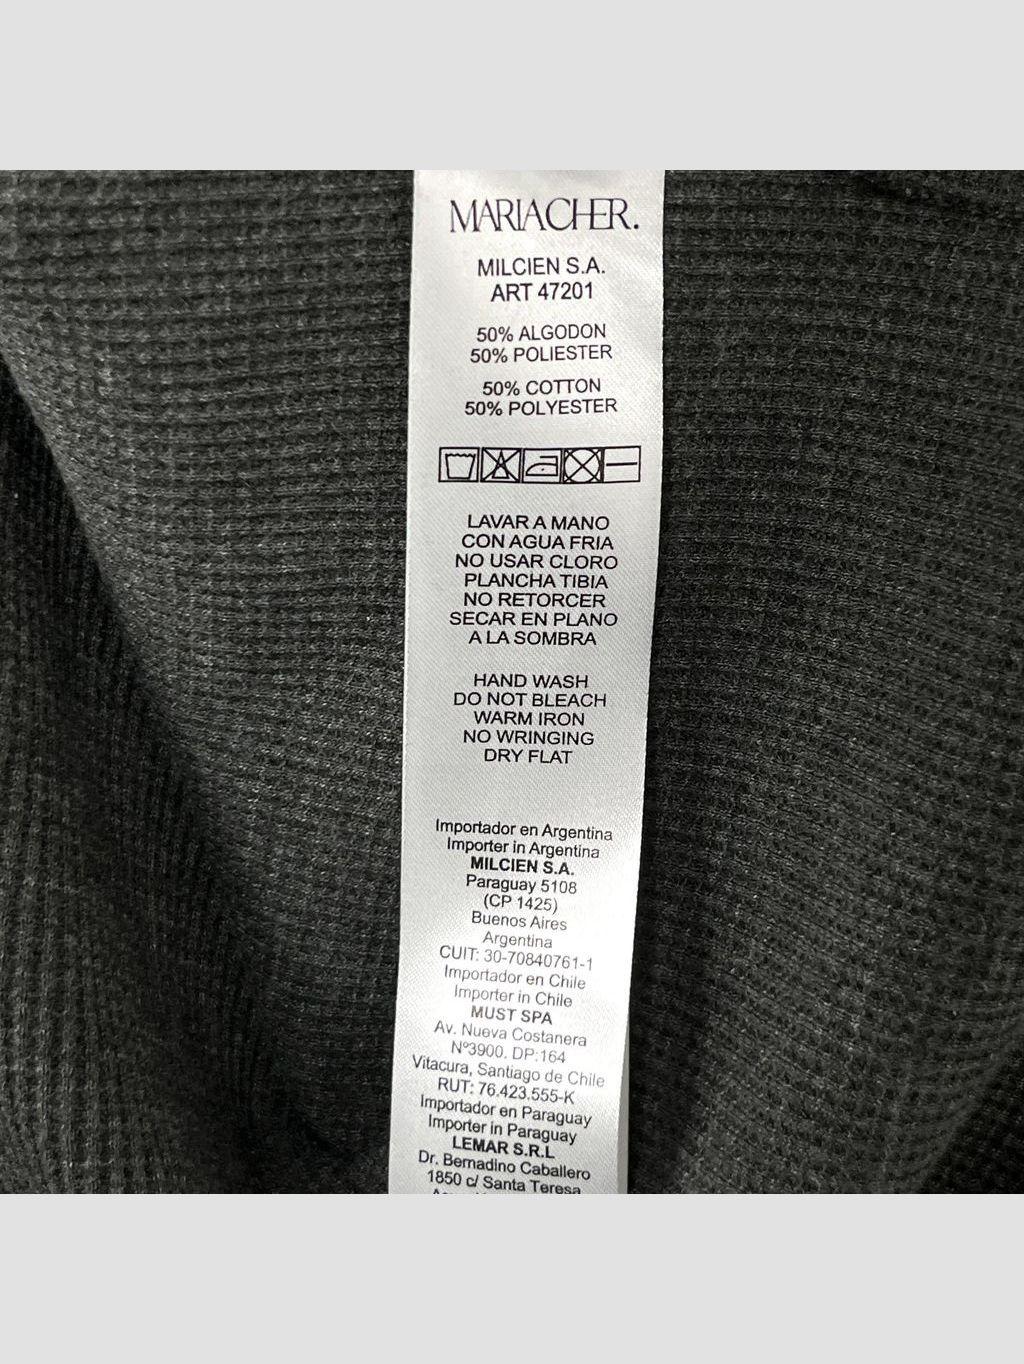 MARIACHER.
MILCIEN S.A.
ART 47201
50% ALGODON
50% POLIESTER
50% COTTON
50% POLYESTER
LAVAR A MANO
CON AGUA FRIA
NO USAR CLORO
PLANCHA TIBIA
NO RETORCER
SECAR EN PLANO
A LA SOMBRA
HAND WASH
DO NOT BLEACH
WARM IRON
NO WRINGING
DRY FLAT
Importador en Argentina
Importer in Argentina
MILCIEN S.A.
Paraguay 5108
(CP 1425)
Buenos Aires
Argentina
CUIT: 30-70840761-1
Importador en Chile
Importer in Chile
MUST SPA
Av. Nueva Costanera
Nº3900. DP:164
Vitacura, Santiago de Chile
RUT: 76.423.555-K
Importador en Paraguay
Importer in Paraguay
LEMAR S.R.L
Dr. Bernadino Caballero
1850 c/ Santa Teresa